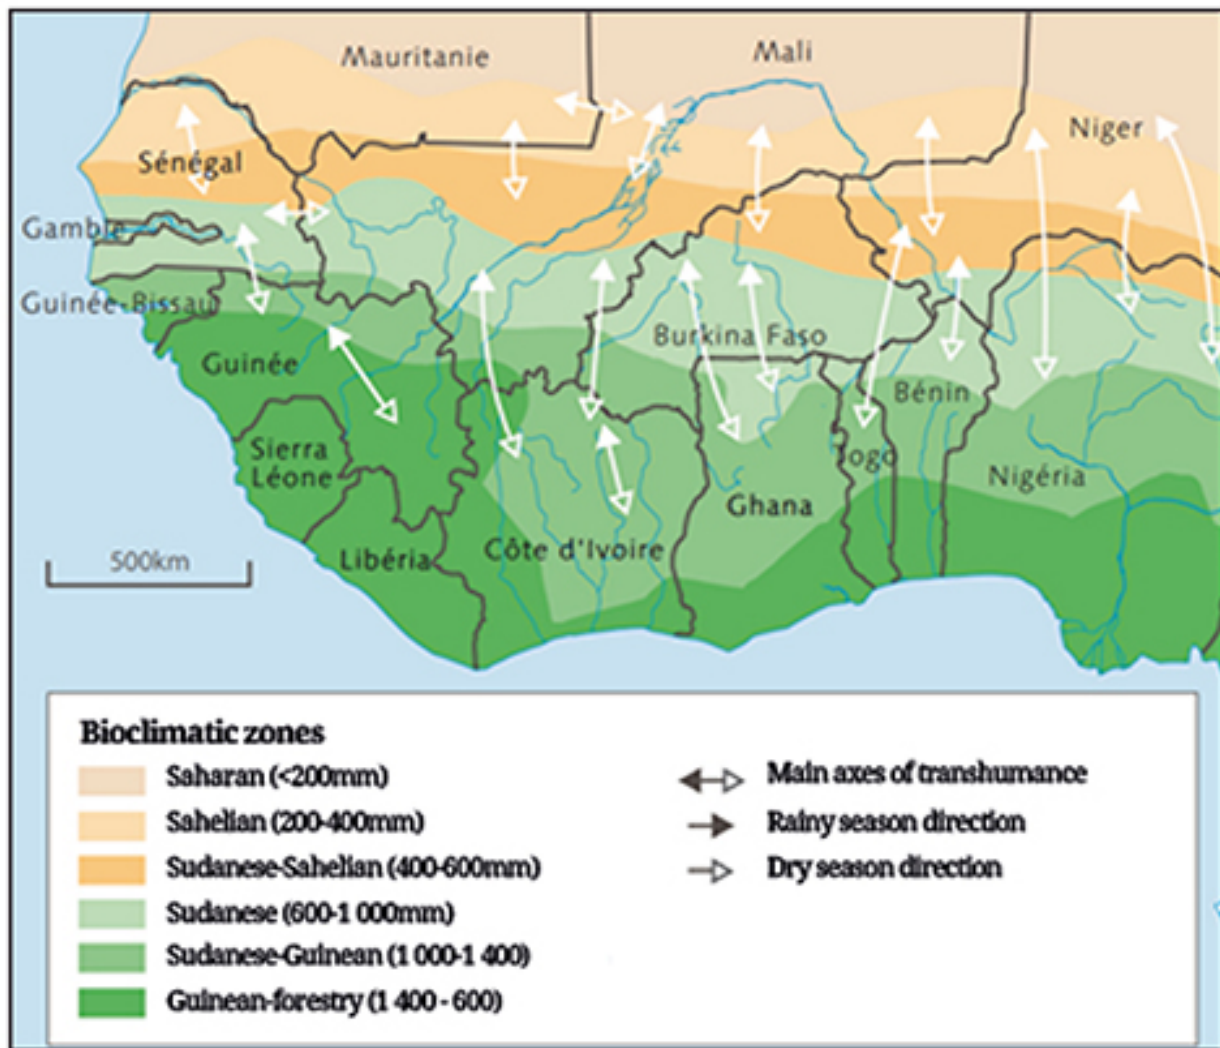 Mauritanie
Mali
Niger
Sénégal
Gambie
Guinée-Bissau
Guinée
Burkina Faso
Bénin
Sierra
Léone
Togo
Nigéria
Ghana
Libéria
Côte d'Ivoire
500km
Bioclimatic zones
Saharan (<200mm)
Sahelian (200-400mm)
Sudanese-Sahelian (400-600mm)
Sudanese (600-1 000mm)
Sudanese-Guinean (1 000-1 400)
Guinean-forestry (1 400 - 600)
Main axes of transhumance
Rainy season direction
Dry season direction